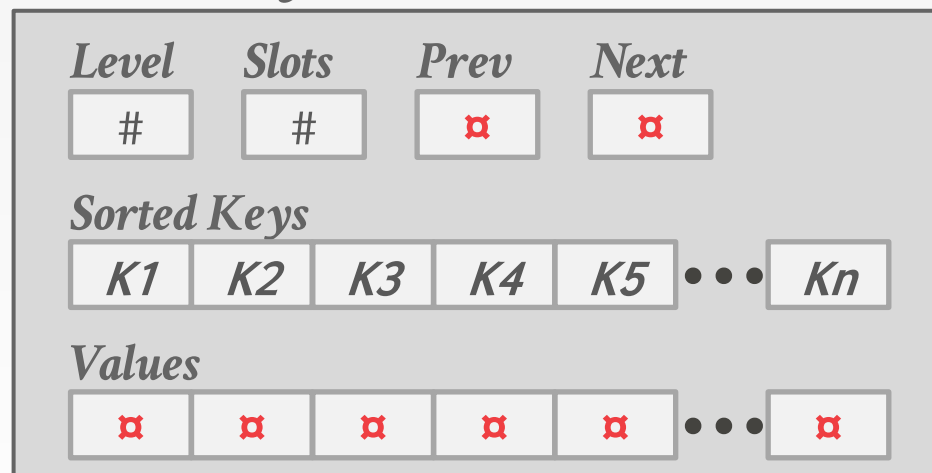 Level Slots Prev Next
# # ¤ ¤
Sorted Keys
K1 K2 K3 K4 K5 ••• Kn
Values
¤ ¤ ¤ ¤ ¤ ••• ¤